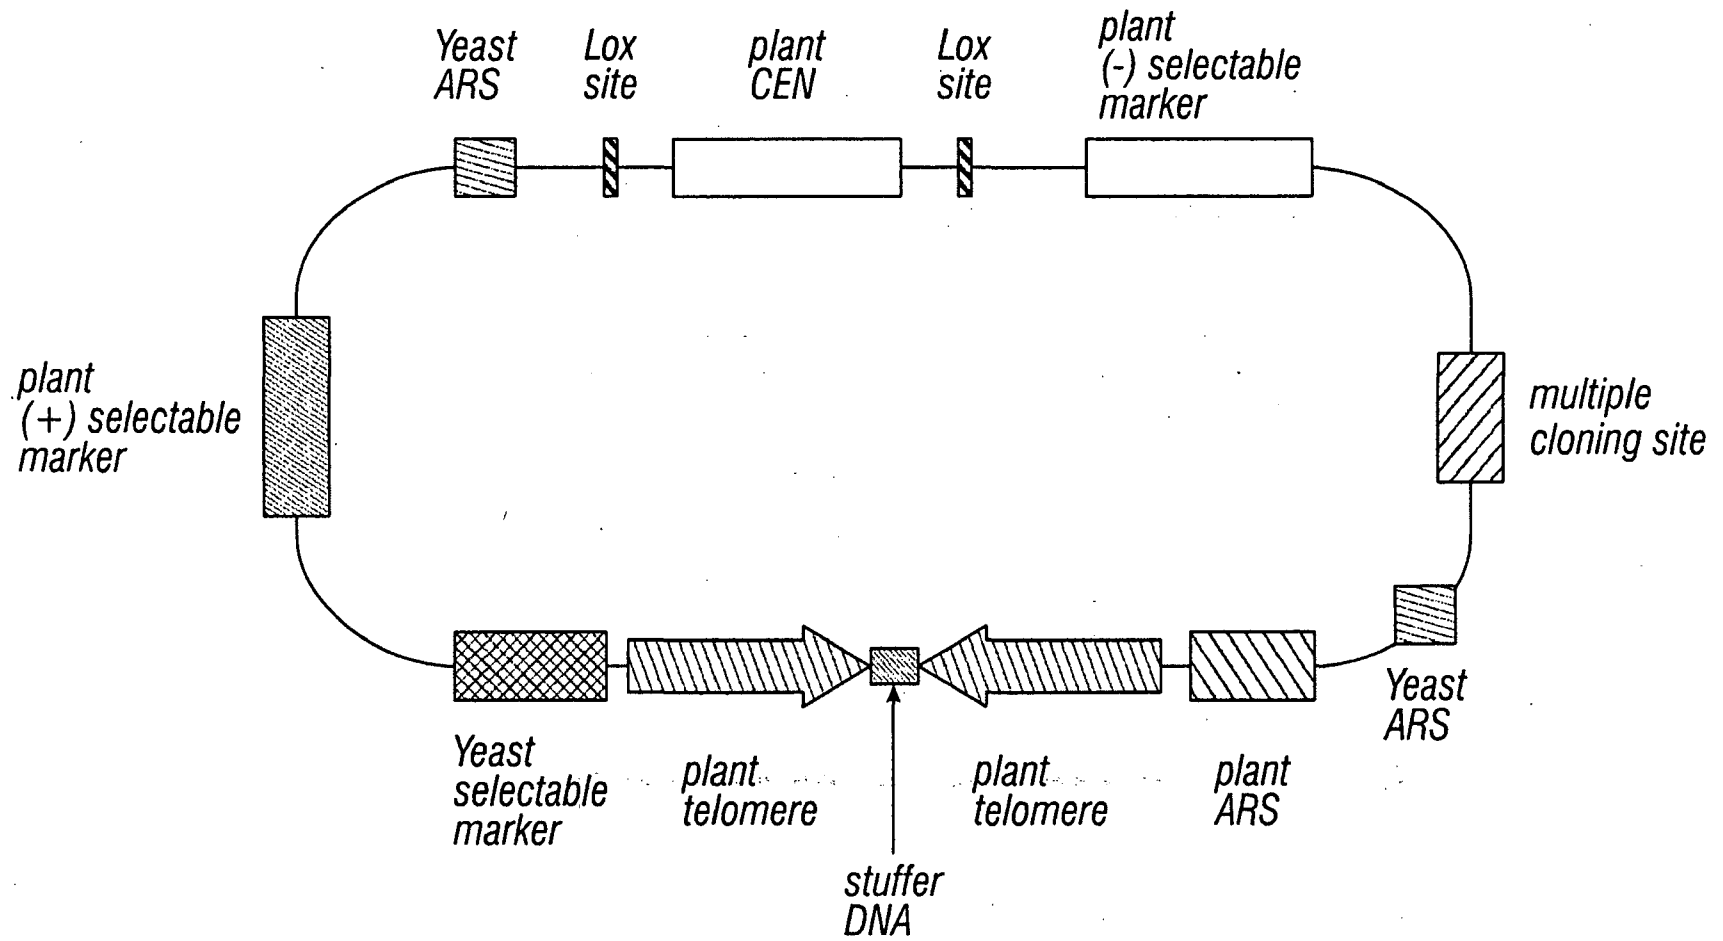 Yeast
ARS
Lox
site
plant
CEN
Lox
site
plant
(-) selectable
marker
plant
(+) selectable
marker
multiple
cloning site
Yeast
selectable
marker
plant
telomere
plant
telomere
plant
ARS
Yeast
ARS
stuffer
DNA